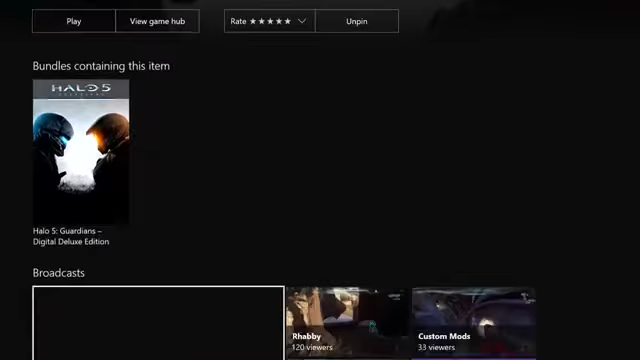 Play
View game hub
Rate ★★★★★
Unpin
Bundles containing this item
HALO 5
Halo 5: Guardians –
Digital Deluxe Edition
Broadcasts
Rhabby
120 viewers
Custom Mods
33 viewers